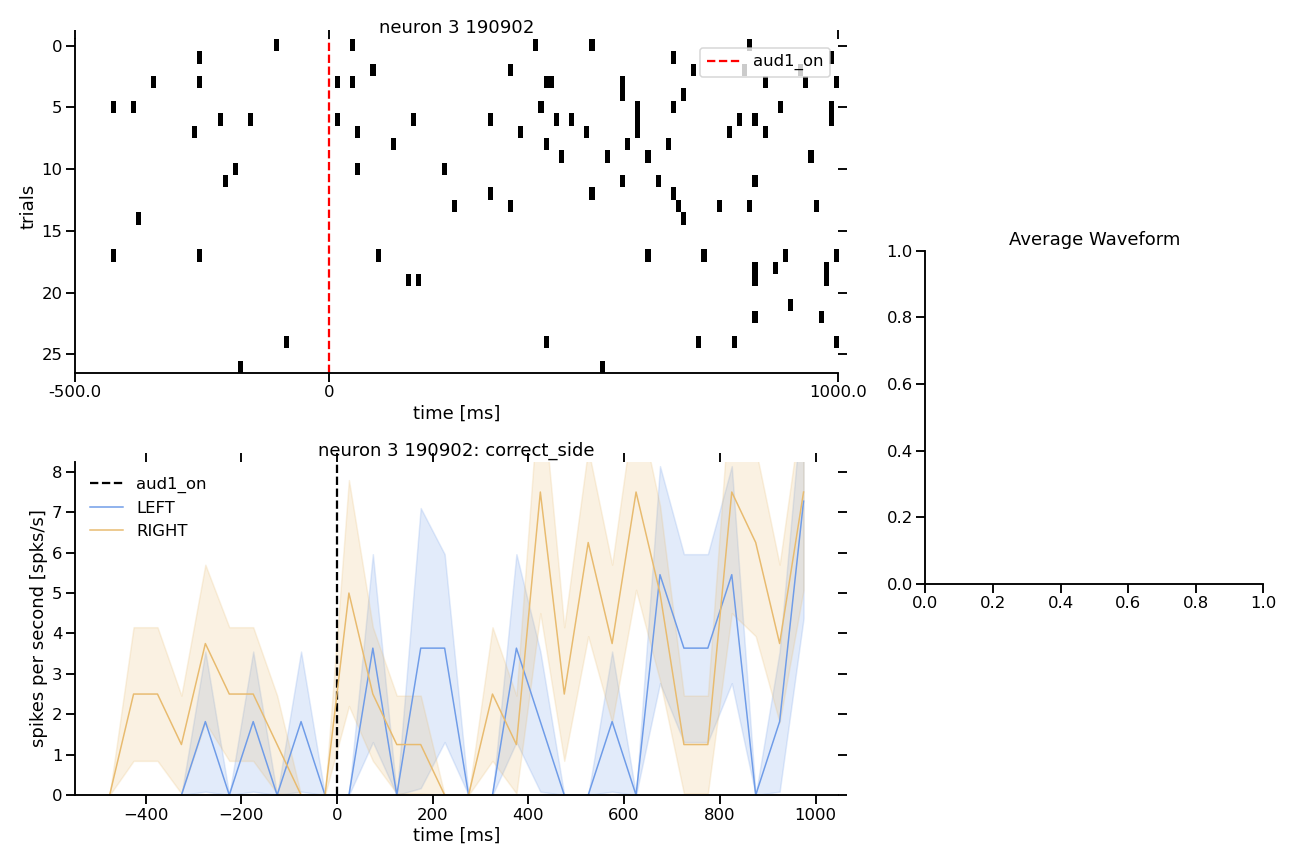 neuron 3 190902
0
5
10
15
20
25
trials
aud1_on
-500.0 0 1000.0
time [ms]
neuron 3 190902: correct_side
8
7
6
5
4
3
2
1
0
spikes per second [spks/s]
aud1_on
LEFT
RIGHT
−400 −200 0 200 400 600 800 1000
time [ms]
Average Waveform
1.0
0.8
0.6
0.4
0.2
0.0
0.0 0.2 0.4 0.6 0.8 1.0